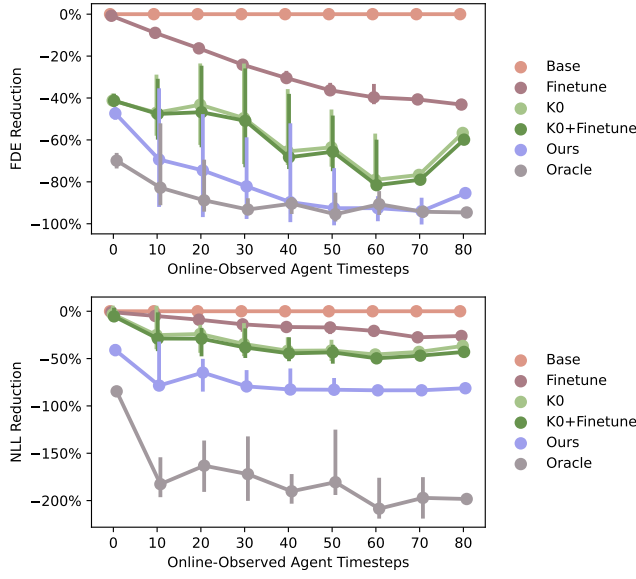 0%
−20%
−40%
−60%
−80%
−100%
FDE Reduction
0 10 20 30 40 50 60 70 80
Online-Observed Agent Timesteps
Base
Finetune
K0
K0+Finetune
Ours
Oracle
0%
−50%
−100%
−150%
−200%
NLL Reduction
0 10 20 30 40 50 60 70 80
Online-Observed Agent Timesteps
Base
Finetune
K0
K0+Finetune
Ours
Oracle